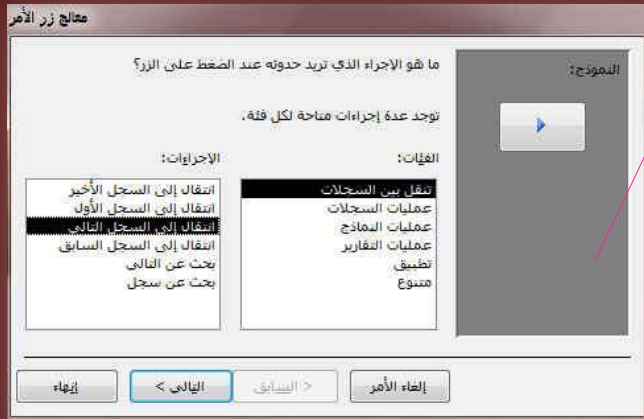 معالج زر الأمر
النموذج:
ما هو الإجراء الذي تريد حدوثه عند الضغط على الزر؟
توجد عدة إجراءات متاحة لكل فئة.
الفئات:
تنقل بين السجلات
عمليات السجلات
عمليات النماذج
عمليات التقارير
تطبيق
متنوع
الإجراءات:
انتقال إلى السجل الأخير
انتقال إلى السجل الأول
انتقال إلى السجل التالي
انتقال إلى السجل السابق
بحث عن التالي
بحث عن سجل
إلغاء الأمر
< السابق
التالي >
إنهاء